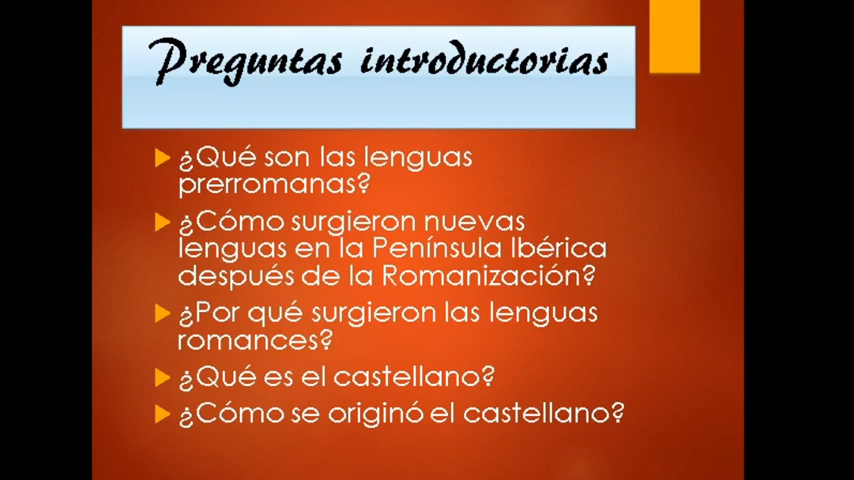 Preguntas introductorias
¿Qué son las lenguas
prerromanas?
¿Cómo surgieron nuevas
lenguas en la Península Ibérica
después de la Romanización?
¿Por qué surgieron las lenguas
romances?
¿Qué es el castellano?
¿Cómo se originó el castellano?